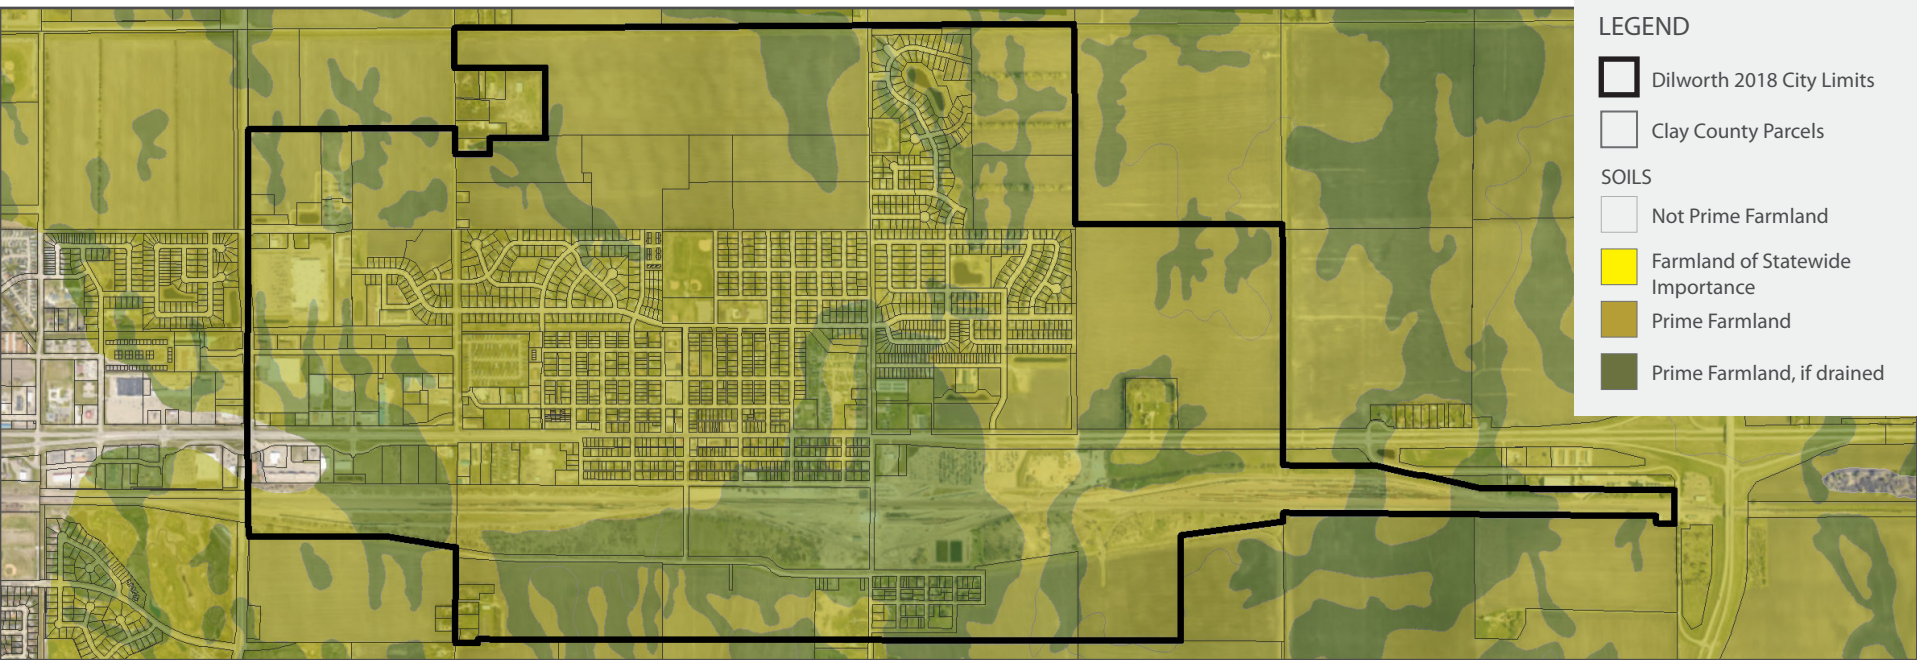 LEGEND
Dilworth 2018 City Limits
Clay County Parcels
SOILS
Not Prime Farmland
Farmland of Statewide
Importance
Prime Farmland
Prime Farmland, if drained